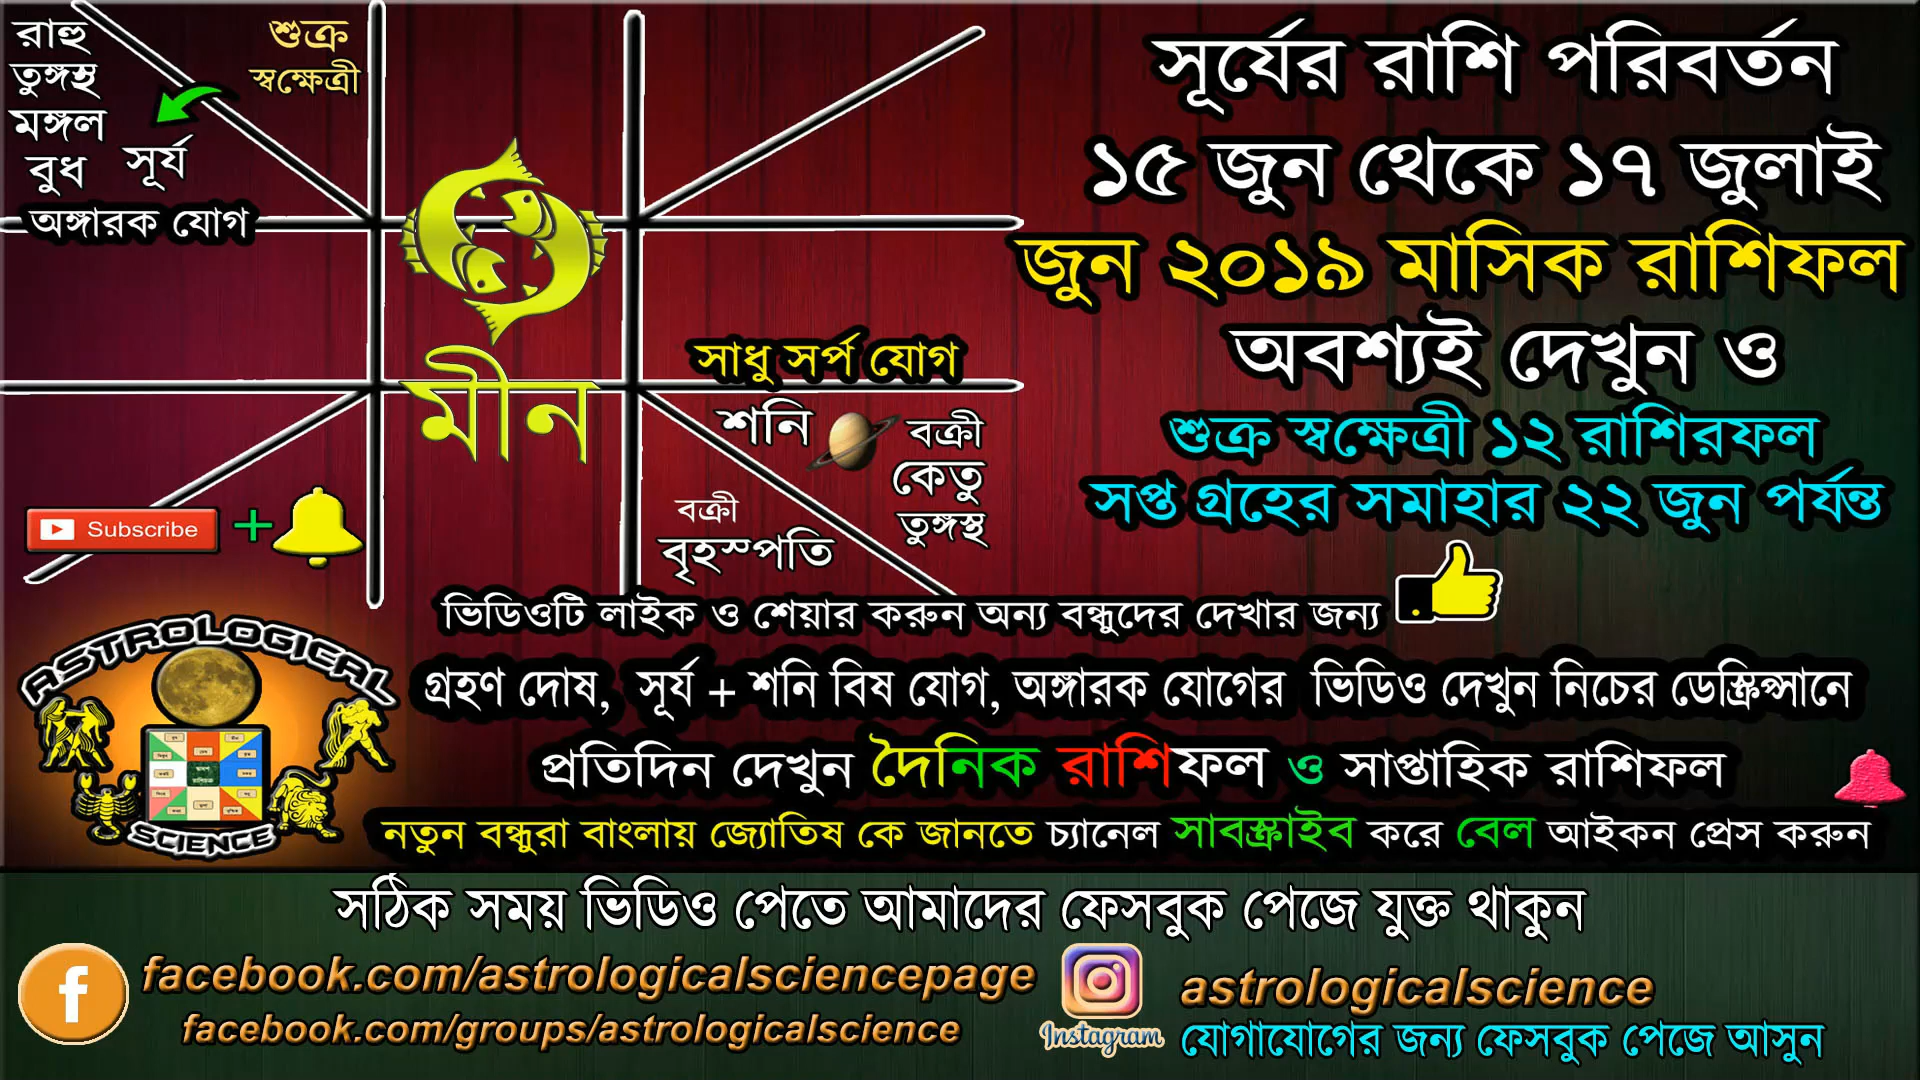 রাহু
তুঙ্গস্থ
মঙ্গল
বুধ
সূর্য
অঙ্গারক যোগ
শুক্র
স্বক্ষেত্রী
মীন
সাধু সর্প যোগ
শনি
বক্রী
কেতু
তুঙ্গস্থ
বক্রী
বৃহস্পতি
Subscribe
+
সূর্যের রাশি পরিবর্তন
১৫ জুন থেকে ১৭ জুলাই
জুন ২০১৯ মাসিক রাশিফল
অবশ্যই দেখুন ও
শুক্র স্বক্ষেত্রী ১২ রাশিরফল
সপ্ত গ্রহের সমাহার ২২ জুন পর্যন্ত
ভিডিওটি লাইক ও শেয়ার করুন অন্য বন্ধুদের দেখার জন্য
গ্রহণ দোষ, সূর্য + শনি বিষ যোগ, অঙ্গারক যোগের ভিডিও দেখুন নিচের ডেস্ক্রিপ্সানে
প্রতিদিন দেখুন দৈনিক রাশিফল ও সাপ্তাহিক রাশিফল
নতুন বন্ধুরা বাংলায় জ্যোতিষ কে জানতে চ্যানেল সাবস্ক্রাইব করে বেল আইকন প্রেস করুন
ASTROLOGICAL
SCIENCE
সঠিক সময় ভিডিও পেতে আমাদের ফেসবুক পেজে যুক্ত থাকুন
facebook.com/astrologicalsciencepage
facebook.com/groups/astrologicalscience
Instagram
astrologicalscience
যোগাযোগের জন্য ফেসবুক পেজে আসুন